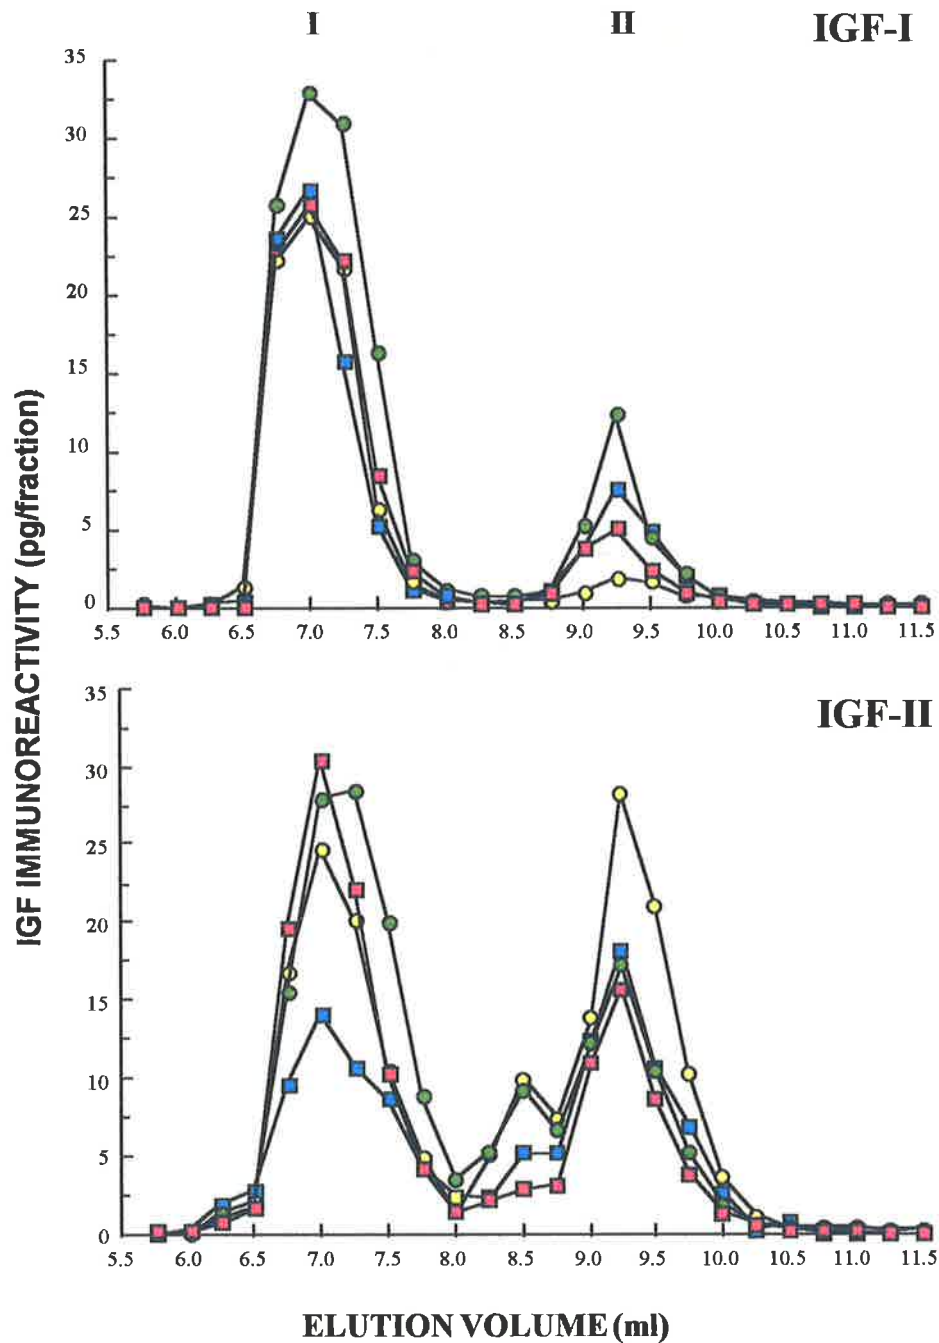 I II IGF-I
35
30
25
20
15
10
5
0
5.5 6.0 6.5 7.0 7.5 8.0 8.5 9.0 9.5 10.0 10.5 11.0 11.5
IGF IMMUNOREACTIVITY (pg/fraction)
IGF-II
35
30
25
20
15
10
5
0
5.5 6.0 6.5 7.0 7.5 8.0 8.5 9.0 9.5 10.0 10.5 11.0 11.5
ELUTION VOLUME (ml)